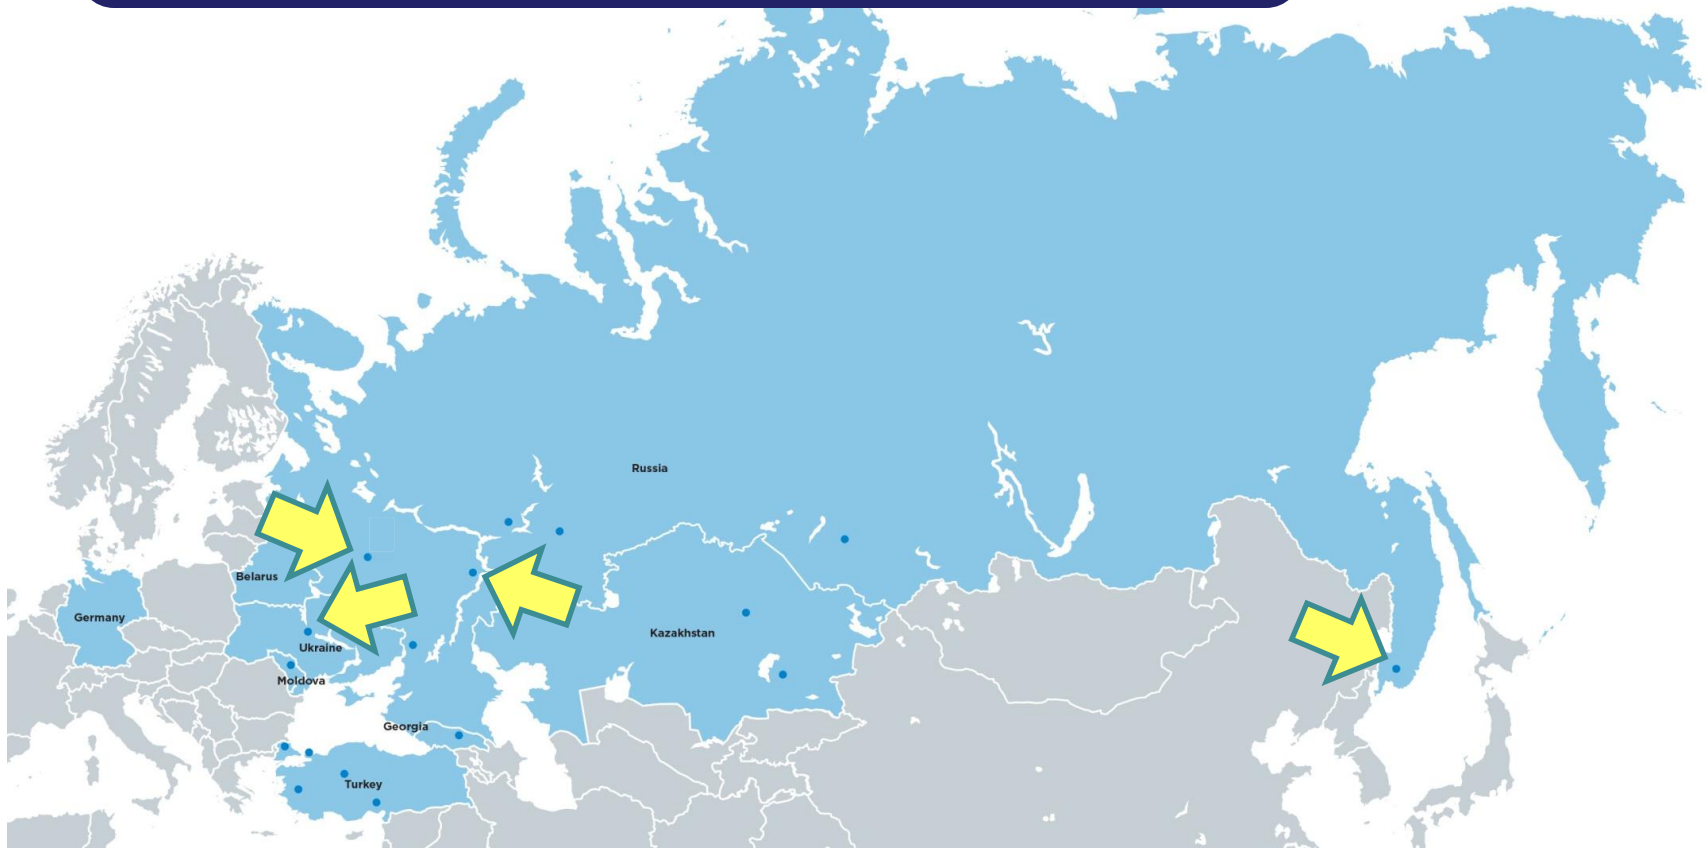 Russia
Belarus
Germany
Ukraine
Kazakhstan
Moldova
Georgia
Turkey